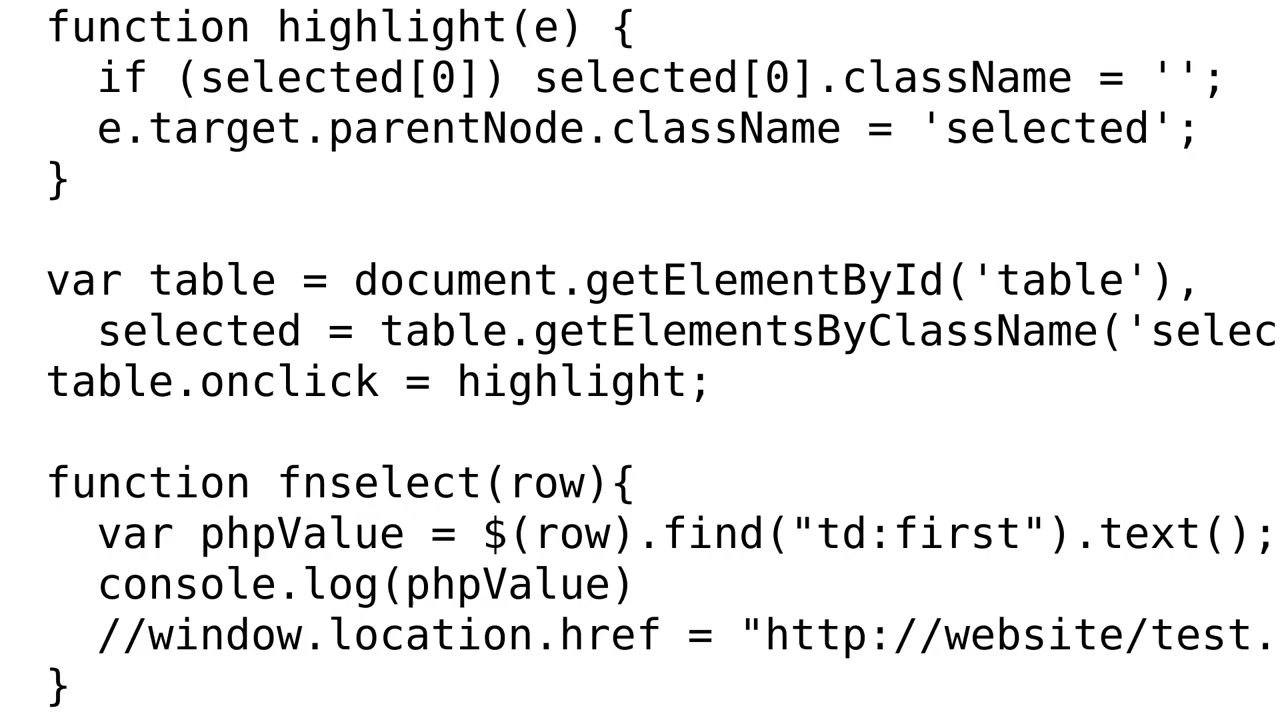 function highlight(e) {
  if (selected[0]) selected[0].className = '';
  e.target.parentNode.className = 'selected';
}

var table = document.getElementById('table'),
  selected = table.getElementsByClassName('selec
table.onclick = highlight;

function fnselect(row){
  var phpValue = $(row).find("td:first").text();
  console.log(phpValue)
  //window.location.href = "http://website/test.
}